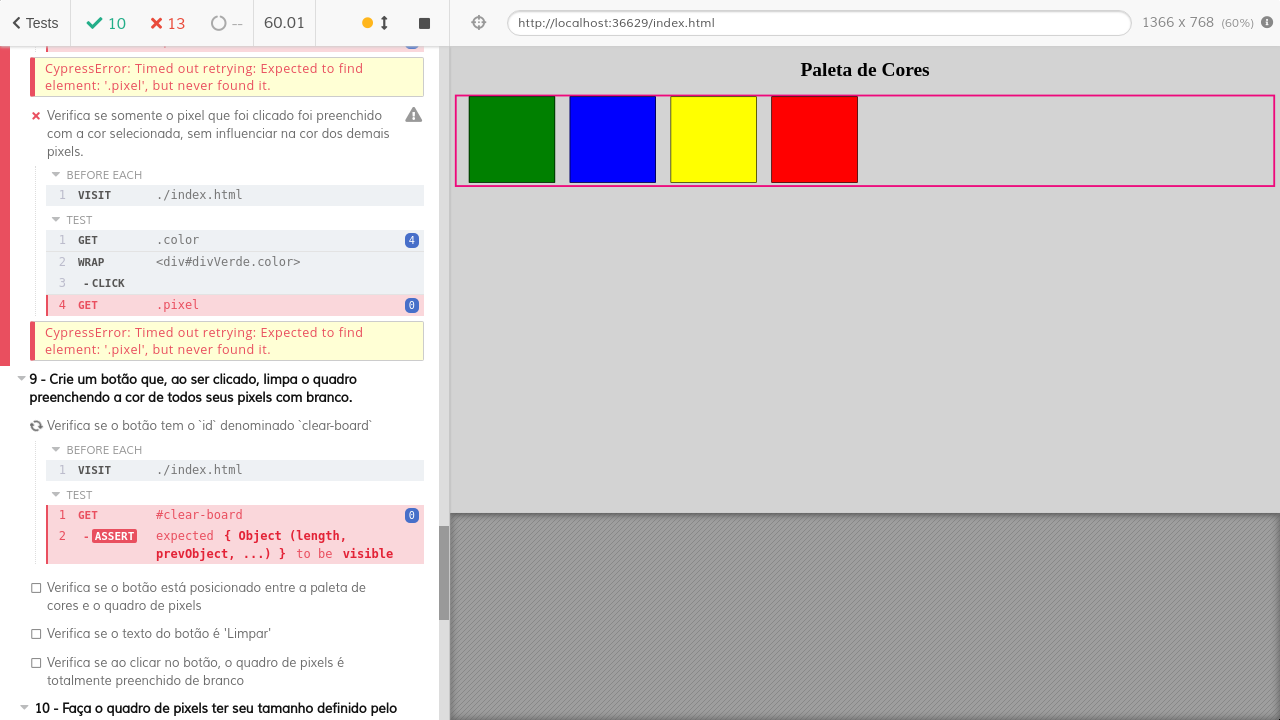 Tests 10 13 -- 60.01
http://localhost:36629/index.html 1366 x 768 (60%)
CypressError: Timed out retrying: Expected to find
element: '.pixel', but never found it.
Verifica se somente o pixel que foi clicado foi preenchido
com a cor selecionada, sem influenciar na cor dos demais
pixels.
BEFORE EACH
1 VISIT ./index.html
TEST
1 GET .color 4
2 WRAP <div#divVerde.color>
3 -CLICK
4 GET .pixel 0
CypressError: Timed out retrying: Expected to find
element: '.pixel', but never found it.
9 - Crie um botão que, ao ser clicado, limpa o quadro
preenchendo a cor de todos seus pixels com branco.
Verifica se o botão tem o `id` denominado `clear-board`
BEFORE EACH
1 VISIT ./index.html
TEST
1 GET #clear-board 0
2 -ASSERT expected { Object (length,
prevObject, ...) } to be visible
Verifica se o botão está posicionado entre a paleta de
cores e o quadro de pixels
Verifica se o texto do botão é 'Limpar'
Verifica se ao clicar no botão, o quadro de pixels é
totalmente preenchido de branco
10 - Faça o quadro de pixels ter seu tamanho definido pelo
Paleta de Cores